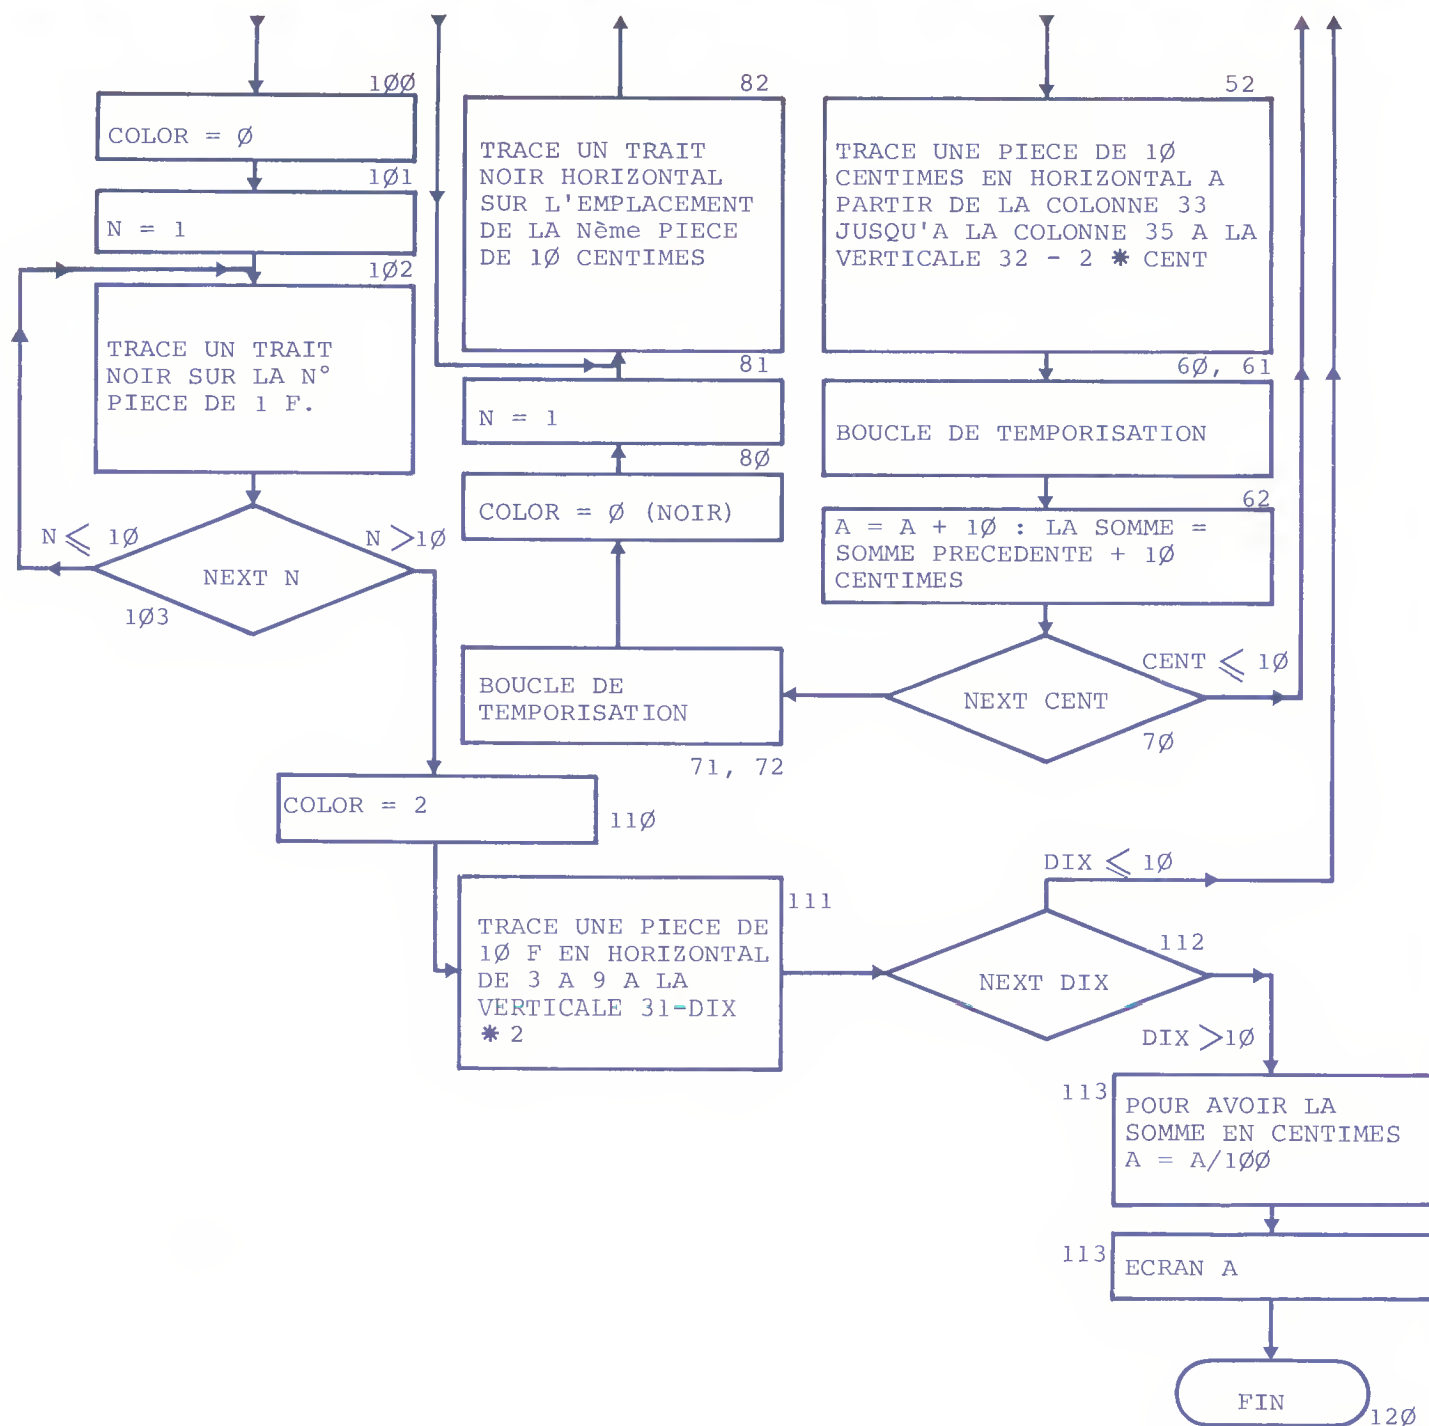 1ØØ
COLOR = Ø
1Ø1
N = 1
1Ø2
TRACE UN TRAIT
NOIR SUR LA N°
PIECE DE 1 F.
N ⩽ 1Ø
N >1Ø
NEXT N
1Ø3
82
TRACE UN TRAIT
NOIR HORIZONTAL
SUR L'EMPLACEMENT
DE LA Nème PIECE
DE 1Ø CENTIMES
81
N = 1
8Ø
COLOR = Ø (NOIR)
BOUCLE DE
TEMPORISATION
71, 72
52
TRACE UNE PIECE DE 1Ø
CENTIMES EN HORIZONTAL A
PARTIR DE LA COLONNE 33
JUSQU'A LA COLONNE 35 A LA
VERTICALE 32 - 2 * CENT
6Ø, 61
BOUCLE DE TEMPORISATION
62
A = A + 1Ø : LA SOMME =
SOMME PRECEDENTE + 1Ø
CENTIMES
CENT ⩽ 1Ø
NEXT CENT
7Ø
COLOR = 2
11Ø
111
TRACE UNE PIECE DE
1Ø F EN HORIZONTAL
DE 3 A 9 A LA
VERTICALE 31-DIX
* 2
DIX ⩽ 1Ø
112
NEXT DIX
DIX >1Ø
113
POUR AVOIR LA
SOMME EN CENTIMES
A = A/1ØØ
113
ECRAN A
FIN
12Ø